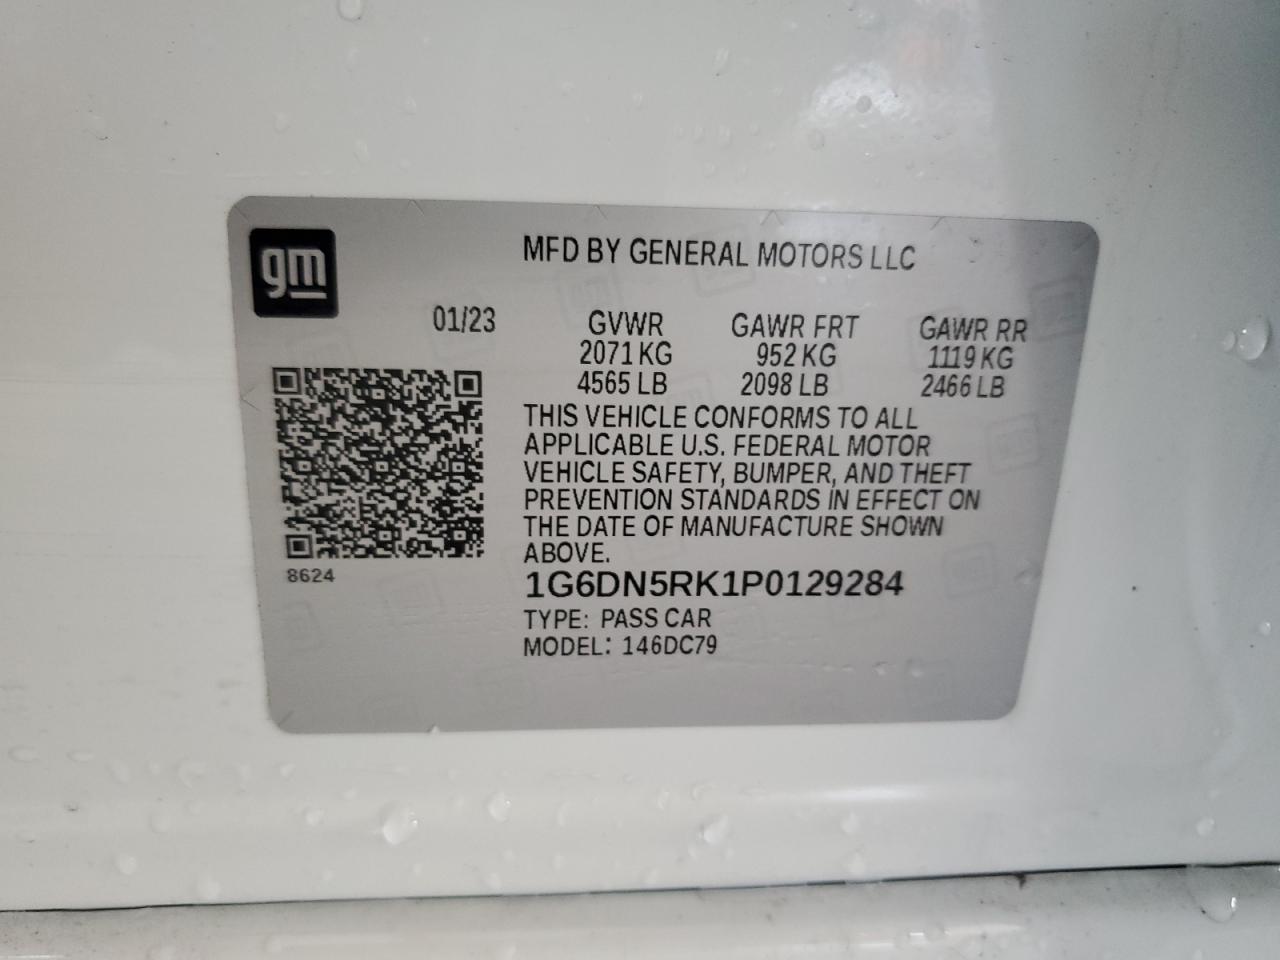 gm
MFD BY GENERAL MOTORS LLC
01/23 GVWR GAWR FRT GAWR RR
2071 KG 952 KG 1119 KG
4565 LB 2098 LB 2466 LB
THIS VEHICLE CONFORMS TO ALL
APPLICABLE U.S. FEDERAL MOTOR
VEHICLE SAFETY, BUMPER, AND THEFT
PREVENTION STANDARDS IN EFFECT ON
THE DATE OF MANUFACTURE SHOWN
ABOVE.
8624
1G6DN5RK1P0129284
TYPE: PASS CAR
MODEL: 146DC79